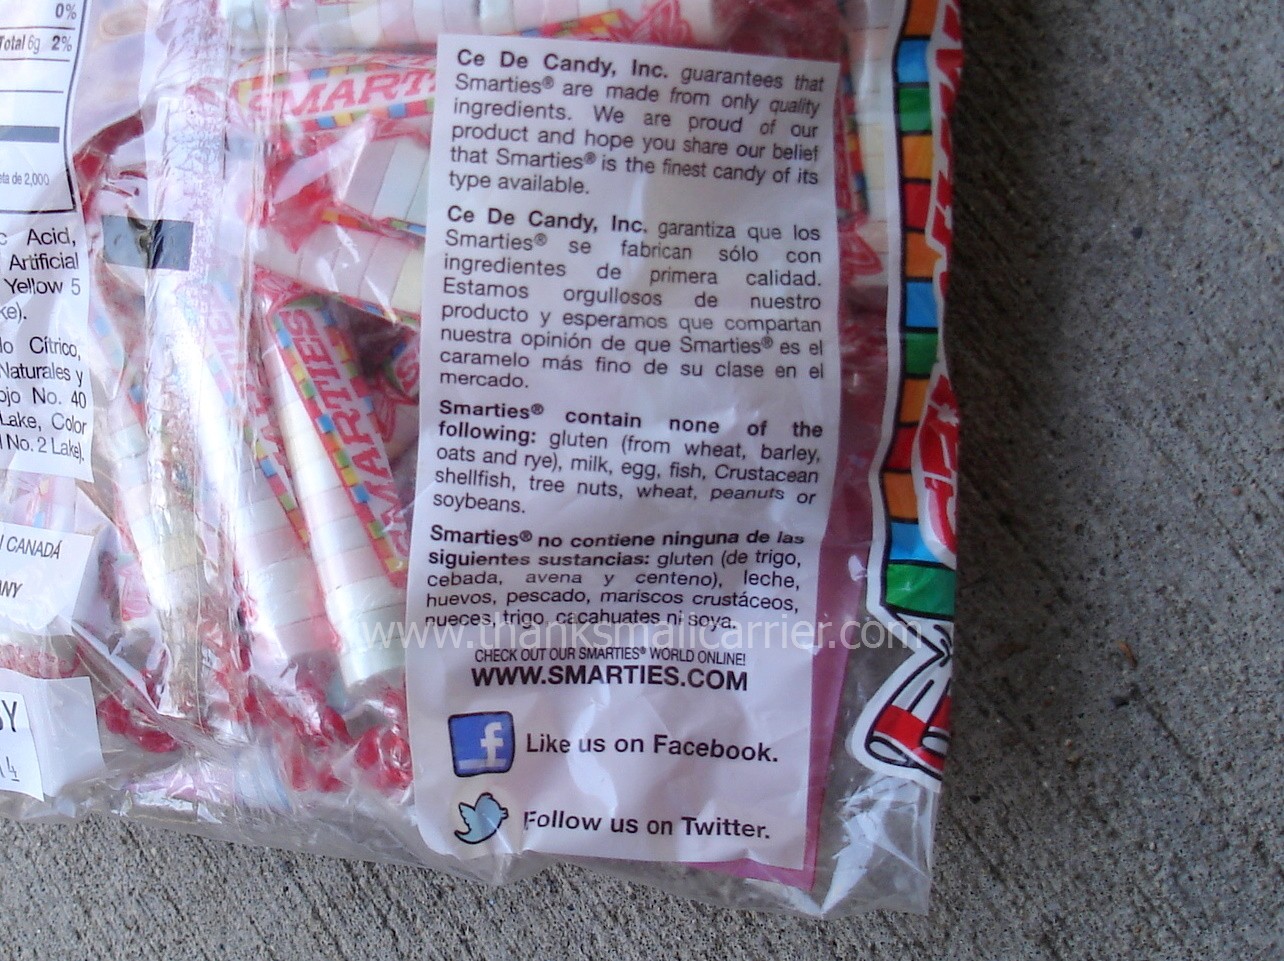 0%
Total 6g 2%
eta de 2,000
c Acid,
Artificial
Yellow 5
ke).
lo Cítrico,
Naturales y
ojo No. 40
Lake, Color
l No. 2 Lake).
I CANADÁ
ANY
SMARTIES
SMARTIES
Ce De Candy, Inc. guarantees that
Smarties® are made from only quality
ingredients. We are proud of our
product and hope you share our belief
that Smarties® is the finest candy of its
type available.
Ce De Candy, Inc. garantiza que los
Smarties® se fabrican sólo con
ingredientes de primera calidad.
Estamos orgullosos de nuestro
producto y esperamos que compartan
nuestra opinión de que Smarties® es el
caramelo más fino de su clase en el
mercado.
Smarties® contain none of the
following: gluten (from wheat, barley,
oats and rye), milk, egg, fish, Crustacean
shellfish, tree nuts, wheat, peanuts or
soybeans.
Smarties® no contiene ninguna de las
siguientes sustancias: gluten (de trigo,
cebada, avena y centeno), leche,
huevos, pescado, mariscos crustáceos,
nueces, trigo, cacahuates ni soya.
www.thanksmailcarrier.com
CHECK OUT OUR SMARTIES® WORLD ONLINE!
WWW.SMARTIES.COM
Like us on Facebook.
Follow us on Twitter.